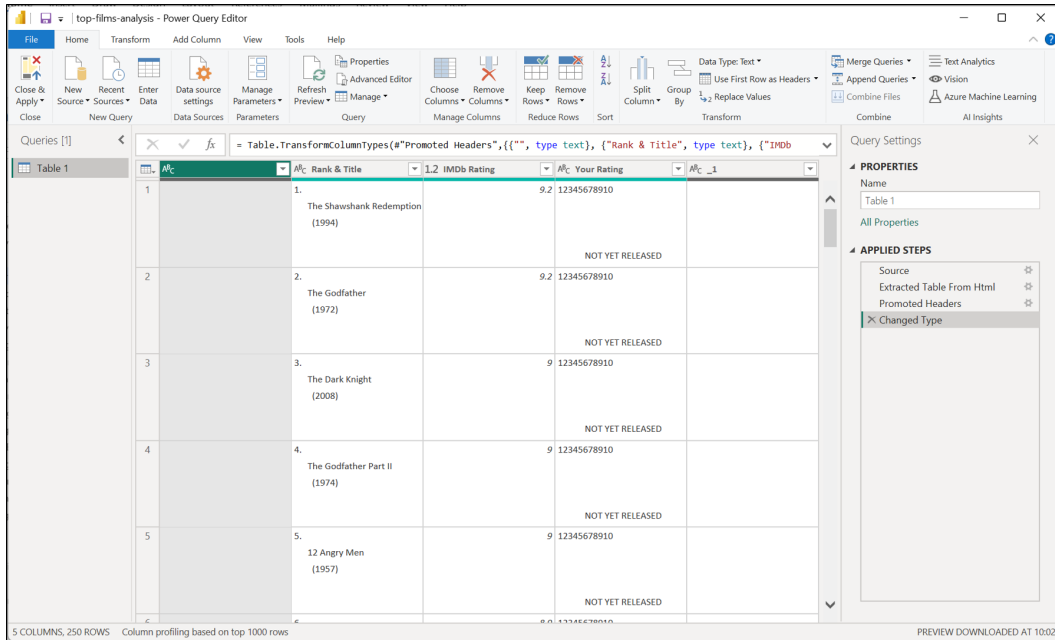 top-films-analysis - Power Query Editor
File Home Transform Add Column View Tools Help
Close & Apply
New Source
Recent Sources
Enter Data
Data source settings
Manage Parameters
Refresh Preview
Properties
Advanced Editor
Manage
Choose Columns
Remove Columns
Keep Rows
Remove Rows
Split Column
Group By
Data Type: Text
Use First Row as Headers
Replace Values
Merge Queries
Append Queries
Combine Files
Text Analytics
Vision
Azure Machine Learning
Close New Query Data Sources Parameters Query Manage Columns Reduce Rows Sort Transform Combine AI Insights
Queries [1]
Table 1
fx = Table.TransformColumnTypes(#"Promoted Headers",{{"", type text}, {"Rank & Title", type text}, {"IMDb
ABC ABC Rank & Title 1.2 IMDb Rating ABC Your Rating ABC _1
1 1. 9.2 12345678910
The Shawshank Redemption
(1994)
NOT YET RELEASED
2 2. 9.2 12345678910
The Godfather
(1972)
NOT YET RELEASED
3 3. 9 12345678910
The Dark Knight
(2008)
NOT YET RELEASED
4 4. 9 12345678910
The Godfather Part II
(1974)
NOT YET RELEASED
5 5. 9 12345678910
12 Angry Men
(1957)
NOT YET RELEASED
Query Settings
PROPERTIES
Name
Table 1
All Properties
APPLIED STEPS
Source
Extracted Table From Html
Promoted Headers
Changed Type
5 COLUMNS, 250 ROWS Column profiling based on top 1000 rows
PREVIEW DOWNLOADED AT 10:02